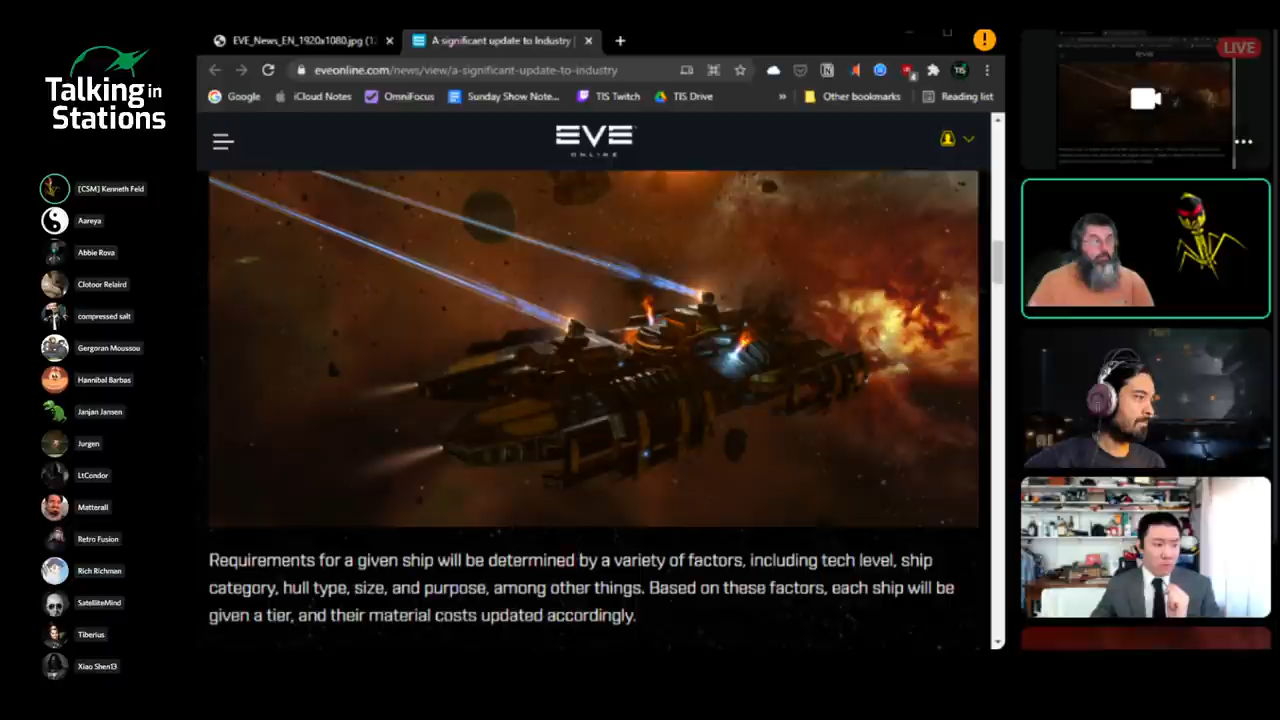 Talking in
Stations
EVE_News_EN_1920x1080.jpg (1
A significant update to Industry |
eveonline.com/news/view/a-significant-update-to-industry
Google
iCloud Notes
OmniFocus
Sunday Show Note...
TIS Twitch
TIS Drive
»
Other bookmarks
Reading list
EVE
ONLINE
LIVE
[CSM] Kenneth Feld
Aareya
Abbie Rova
Clotoor Relaird
compressed salt
Gergoran Moussou
Hannibal Barbas
Janjan Jansen
Jurgen
LtCondor
Matterall
Retro Fusion
Rich Richman
SatelliteMind
Tiberius
Xiao Shen13
Requirements for a given ship will be determined by a variety of factors, including tech level, ship
category, hull type, size, and purpose, among other things. Based on these factors, each ship will be
given a tier, and their material costs updated accordingly.